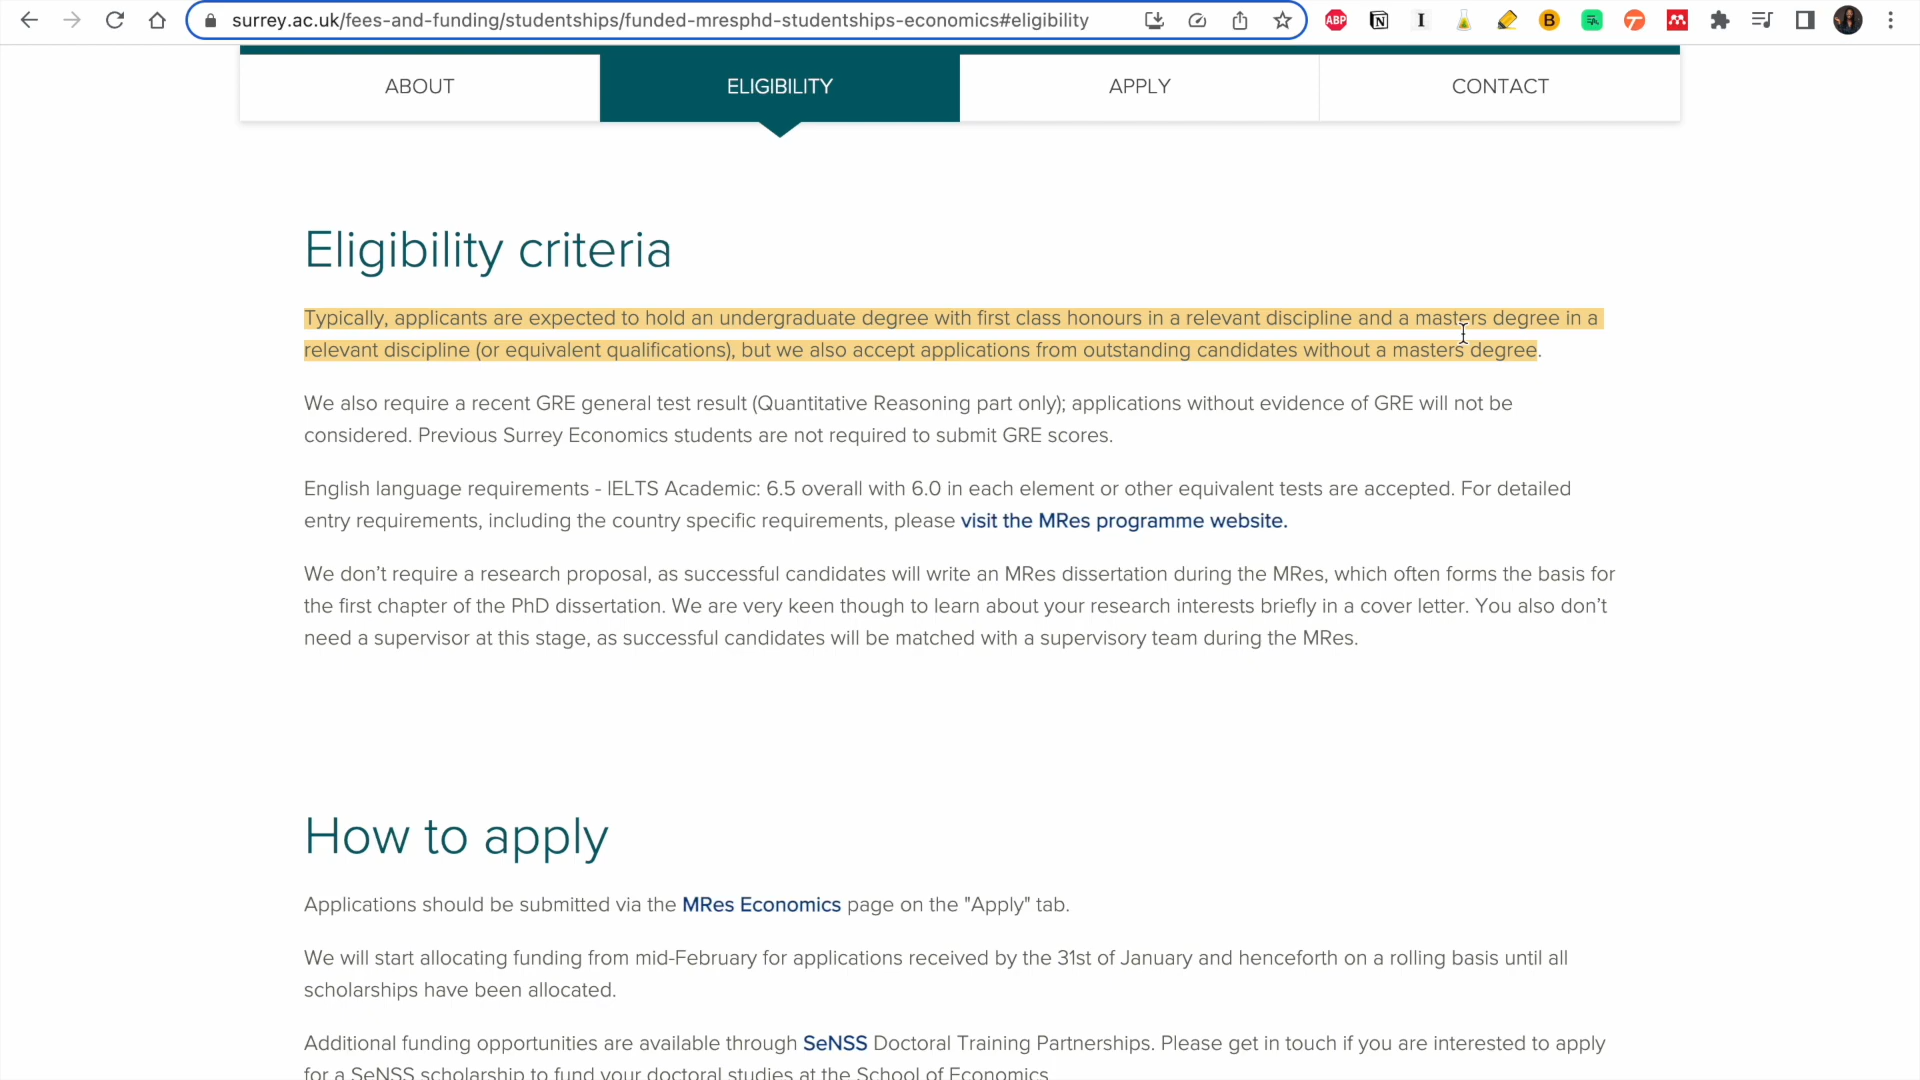 surrey.ac.uk/fees-and-funding/studentships/funded-mresphd-studentships-economics#eligibility
ABP
I
B
ABOUT
ELIGIBILITY
APPLY
CONTACT
Eligibility criteria
Typically, applicants are expected to hold an undergraduate degree with first class honours in a relevant discipline and a masters degree in a
relevant discipline (or equivalent qualifications), but we also accept applications from outstanding candidates without a masters degree.
We also require a recent GRE general test result (Quantitative Reasoning part only); applications without evidence of GRE will not be
considered. Previous Surrey Economics students are not required to submit GRE scores.
English language requirements - IELTS Academic: 6.5 overall with 6.0 in each element or other equivalent tests are accepted. For detailed
entry requirements, including the country specific requirements, please visit the MRes programme website.
We don’t require a research proposal, as successful candidates will write an MRes dissertation during the MRes, which often forms the basis for
the first chapter of the PhD dissertation. We are very keen though to learn about your research interests briefly in a cover letter. You also don’t
need a supervisor at this stage, as successful candidates will be matched with a supervisory team during the MRes.
How to apply
Applications should be submitted via the MRes Economics page on the "Apply" tab.
We will start allocating funding from mid-February for applications received by the 31st of January and henceforth on a rolling basis until all
scholarships have been allocated.
Additional funding opportunities are available through SeNSS Doctoral Training Partnerships. Please get in touch if you are interested to apply
for a SeNSS scholarship to fund your doctoral studies at the School of Economics.